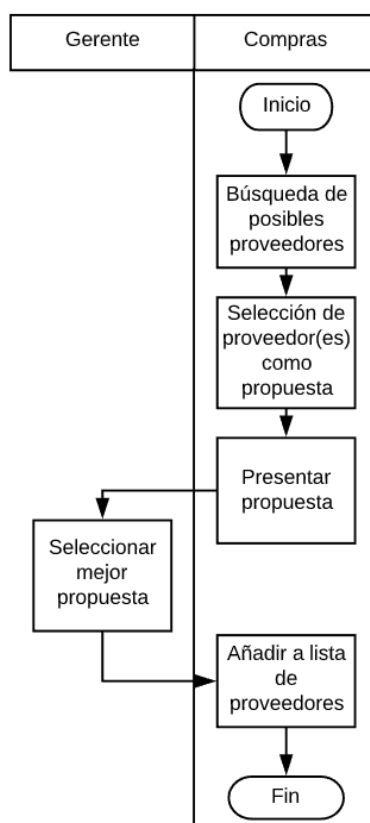 Gerente
Compras
Inicio
Búsqueda de
posibles
proveedores
Selección de
proveedor(es)
como
propuesta
Presentar
propuesta
Seleccionar
mejor
propuesta
Añadir a lista
de
proveedores
Fin